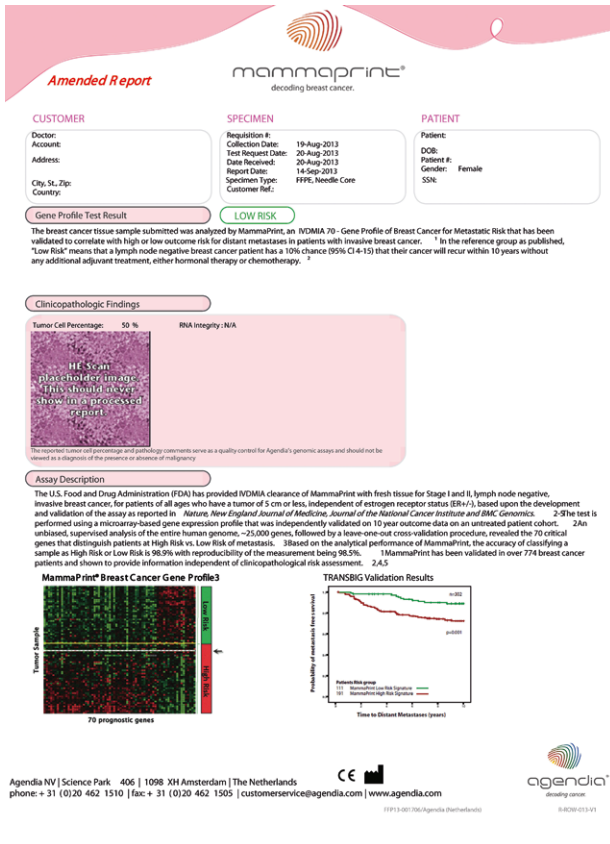 Amended Report
mammaprint®
decoding breast cancer.
CUSTOMER
Doctor:
Account:
Address:
City, St., Zip:
Country:
SPECIMEN
Requisition #:
Collection Date: 19-Aug-2013
Test Request Date: 20-Aug-2013
Date Received: 20-Aug-2013
Report Date: 14-Sep-2013
Specimen Type: FFPE, Needle Core
Customer Ref.:
PATIENT
Patient:
DOB:
Patient #:
Gender: Female
SSN:
Gene Profile Test Result
LOW RISK
The breast cancer tissue sample submitted was analyzed by MammaPrint, an IVDMIA 70 - Gene Profile of Breast Cancer for Metastatic Risk that has been
validated to correlate with high or low outcome risk for distant metastases in patients with invasive breast cancer. 1 In the reference group as published,
"Low Risk" means that a lymph node negative breast cancer patient has a 10% chance (95% CI 4-15) that their cancer will recur within 10 years without
any additional adjuvant treatment, either hormonal therapy or chemotherapy. 2
Clinicopathologic Findings
Tumor Cell Percentage: 50 % RNA Integrity : N/A
HE Scan
placeholder image
This should never
show in a processed
report
The reported tumor cell percentage and pathology comments serve as a quality control for Agendia's genomic assays and should not be
viewed as a diagnosis of the presence or absence of malignancy
Assay Description
The U.S. Food and Drug Administration (FDA) has provided IVDMIA clearance of MammaPrint with fresh tissue for Stage I and II, lymph node negative,
invasive breast cancer, for patients of all ages who have a tumor of 5 cm or less, independent of estrogen receptor status (ER+/-), based upon the development
and validation of the assay as reported in Nature, New England Journal of Medicine, Journal of the National Cancer Institute and BMC Genomics. 2-5The test is
performed using a microarray-based gene expression profile that was independently validated on 10 year outcome data on an untreated patient cohort. 2An
unbiased, supervised analysis of the entire human genome, ~25,000 genes, followed by a leave-one-out cross-validation procedure, revealed the 70 critical
genes that distinguish patients at High Risk vs. Low Risk of metastasis. 3Based on the analytical performance of MammaPrint, the accuracy of classifying a
sample as High Risk or Low Risk is 98.9% with reproducibility of the measurement being 98.5%. 1MammaPrint has been validated in over 774 breast cancer
patients and shown to provide information independent of clinicopathological risk assessment. 2,4,5
MammaPrint® Breast Cancer Gene Profile3
Tumor Sample
Low Risk
High Risk
70 prognostic genes
TRANSBIG Validation Results
Probability of metastasis free survival
n=302
Patients Risk group
111 MammaPrint Low Risk Signature
191 MammaPrint High Risk Signature
Time to Distant Metastases (years)
Agendia NV | Science Park 406 | 1098 XH Amsterdam | The Netherlands
phone: + 31 (0)20 462 1510 | fax: + 31 (0)20 462 1505 | customerservice@agendia.com | www.agendia.com
CE
agendia®
decoding cancer.
FFP13-001706/Agendia (Netherlands)
R-ROW-013-V1